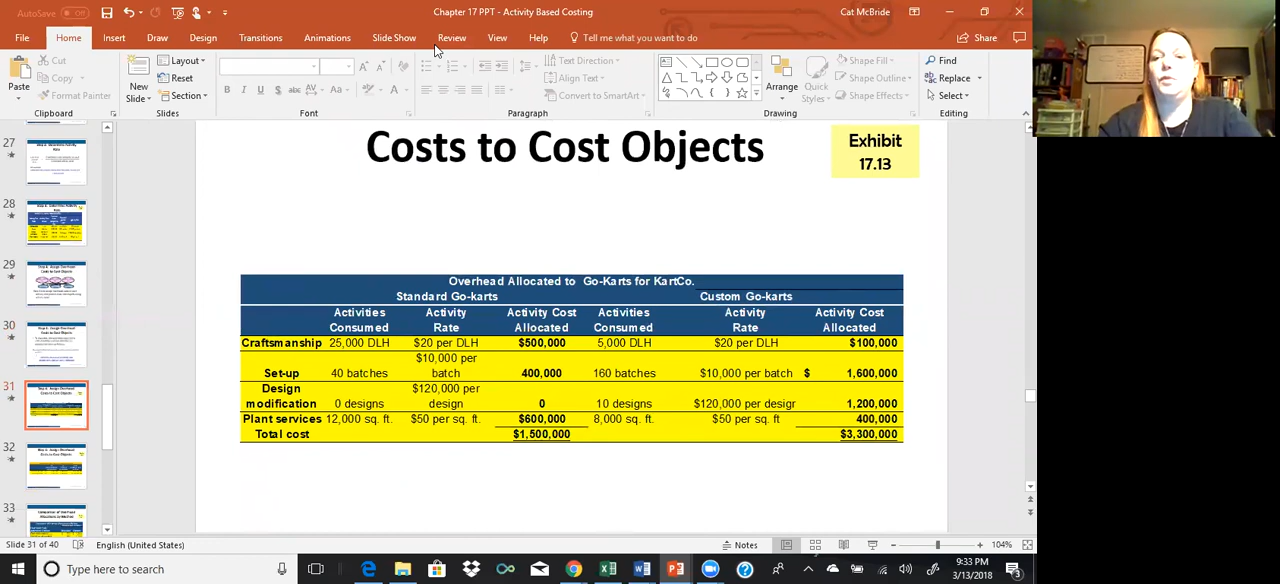 AutoSave Off
Chapter 17 PPT - Activity Based Costing
Cat McBride
File Home Insert Draw Design Transitions Animations Slide Show Review View Help Tell me what you want to do Share
Paste
Cut
Copy
Format Painter
Clipboard
New
Slide
Layout
Reset
Section
Slides
B I U S abc AV Aa A
Font
Text Direction
Align Text
Convert to SmartArt
Paragraph
Arrange
Quick
Styles
Shape Fill
Shape Outline
Shape Effects
Drawing
Find
Replace
Select
Editing
27
28
29
30
31
32
33
Costs to Cost Objects
Exhibit
17.13
Overhead Allocated to Go-Karts for KartCo.
Standard Go-karts Custom Go-karts
Activities Activity Activity Cost Activities Activity Activity Cost
Consumed Rate Allocated Consumed Rate Allocated
Craftsmanship 25,000 DLH $20 per DLH $500,000 5,000 DLH $20 per DLH $100,000
$10,000 per
Set-up 40 batches batch 400,000 160 batches $10,000 per batch $ 1,600,000
Design $120,000 per
modification 0 designs design 0 10 designs $120,000 per desigr 1,200,000
Plant services 12,000 sq. ft. $50 per sq. ft. $600,000 8,000 sq. ft. $50 per sq. ft 400,000
Total cost $1,500,000 $3,300,000
Slide 31 of 40 English (United States) Notes 104%
Type here to search
9:33 PM
3/13/2018
3